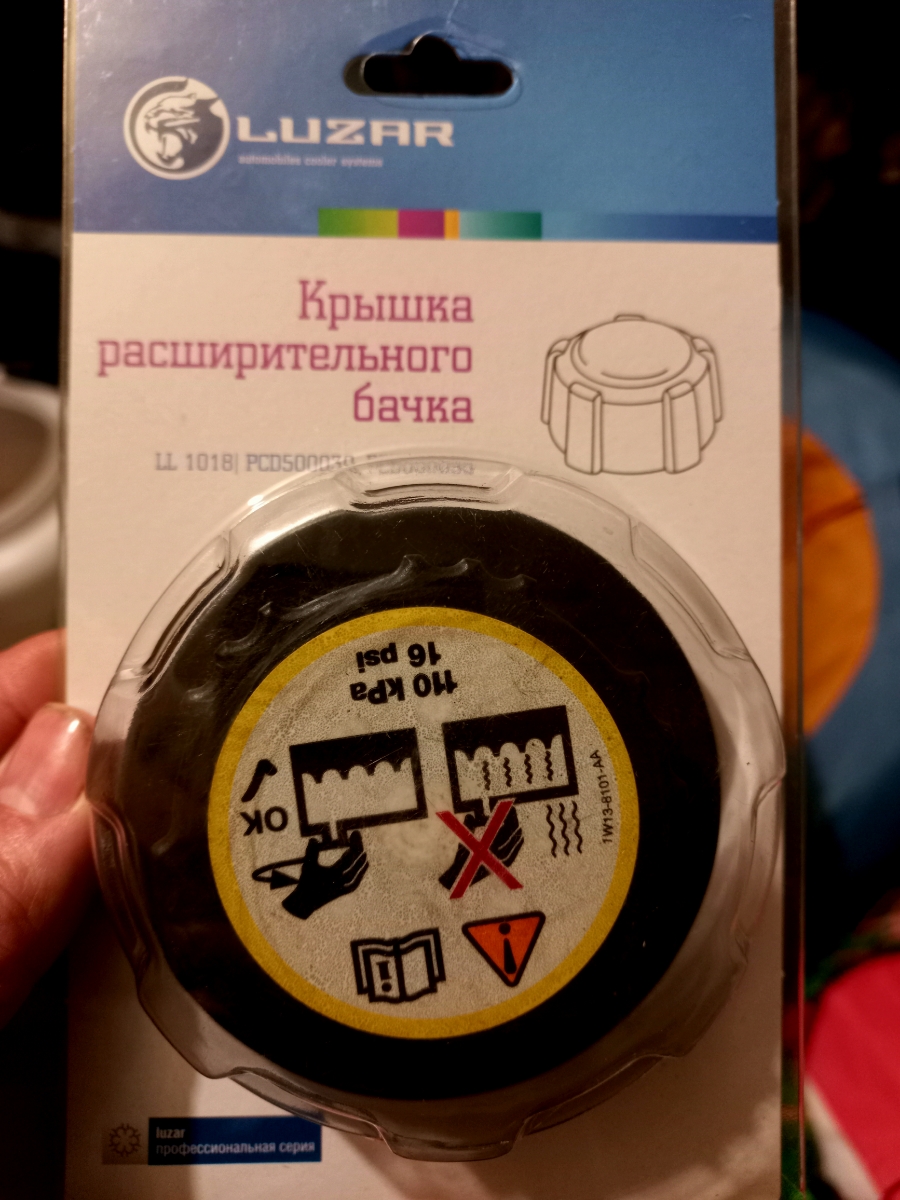 LUZAR
automobiles cooler systems
Крышка
расширительного
бачка
LL 1018| PCD500030
110 kPa
16 psi
OK
1W13-8101-AA
luzar
профессиональная серия